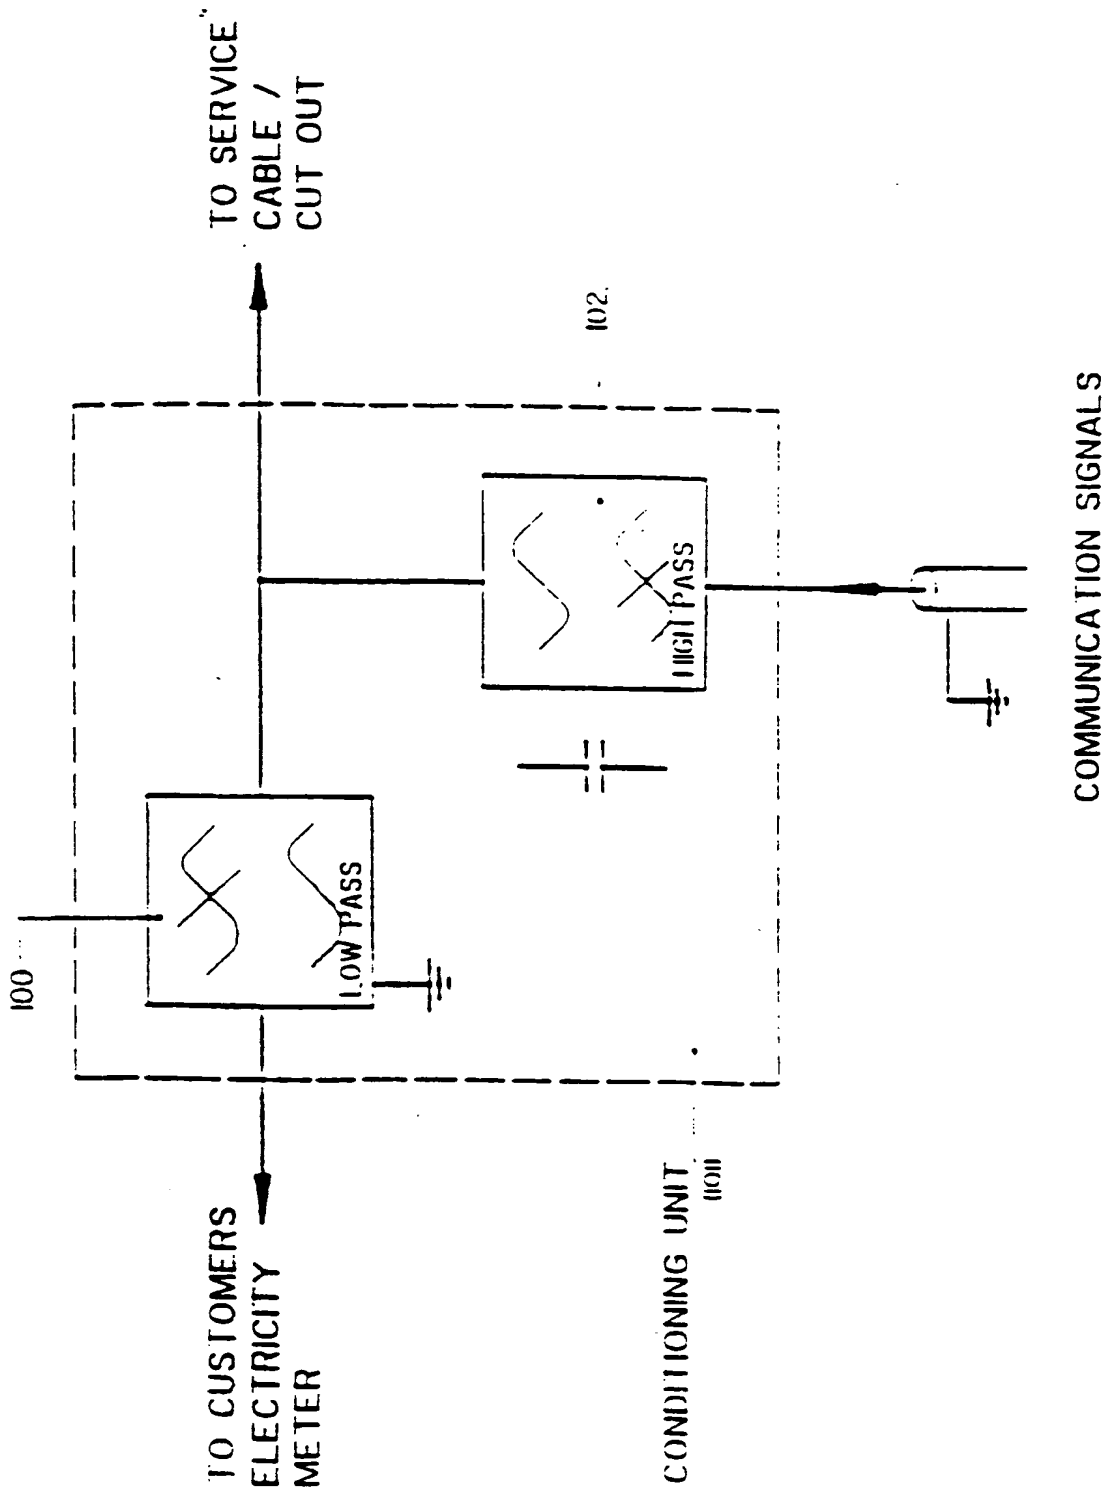 TO CUSTOMERS
ELECTRICITY
METER
TO SERVICE
CABLE /
CUT OUT
100
LOW PASS
HIGH PASS
102.
CONDITIONING UNIT
COMMUNICATION SIGNALS